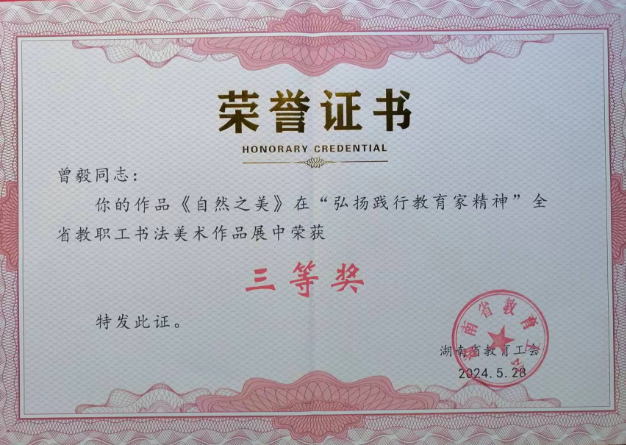 荣誉证书
HONORARY CREDENTIAL
曾毅同志：
你的作品《自然之美》在“弘扬践行教育家精神”全
省教职工书法美术作品展中荣获
三等奖
特发此证。
湖南省教育工会
2024.5.28